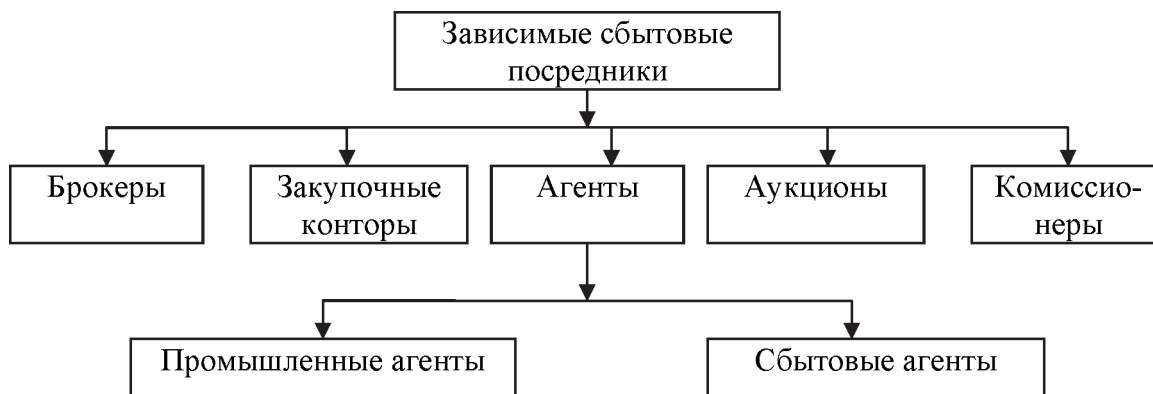 Зависимые сбытовые
посредники
Брокеры
Закупочные
конторы
Агенты
Аукционы
Комиссио-
неры
Промышленные агенты
Сбытовые агенты